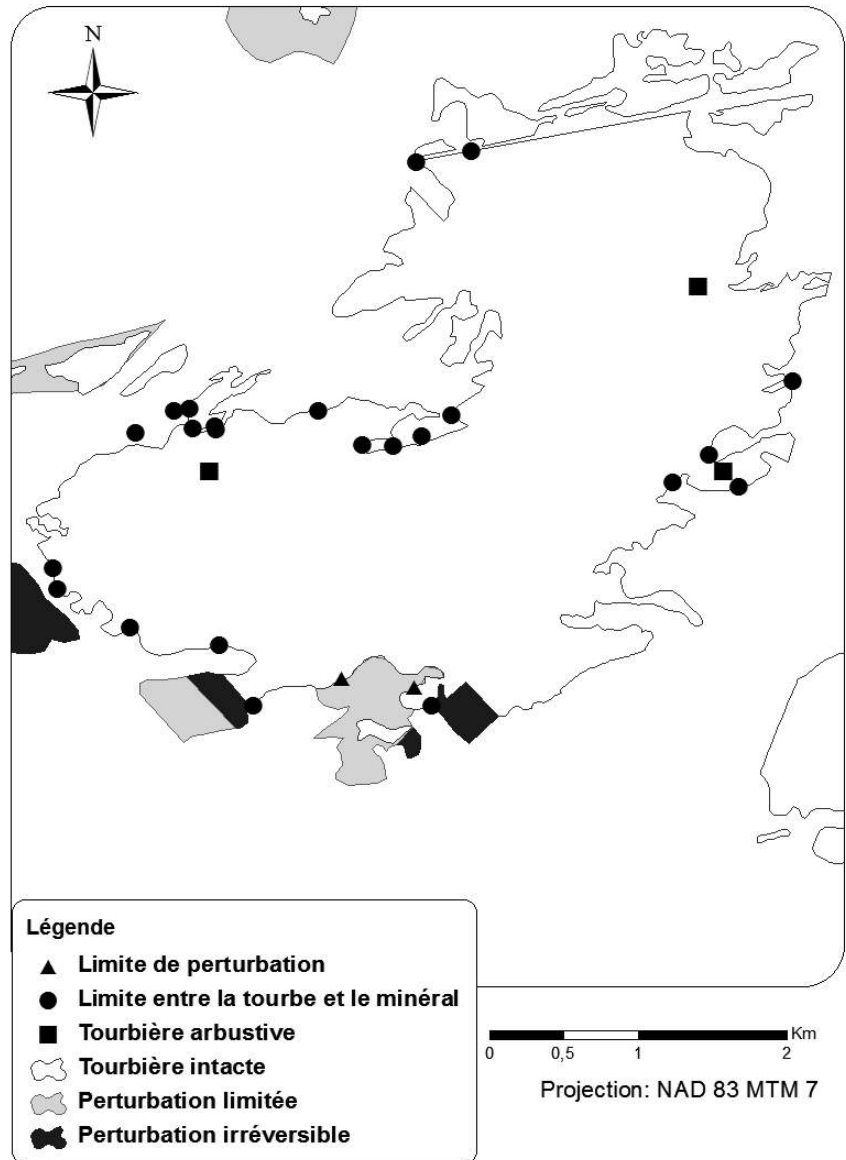 N
Légende
Limite de perturbation
Limite entre la tourbe et le minéral
Tourbière arbustive
Tourbière intacte
Perturbation limitée
Perturbation irréversible
Km
0 0,5 1 2
Projection: NAD 83 MTM 7